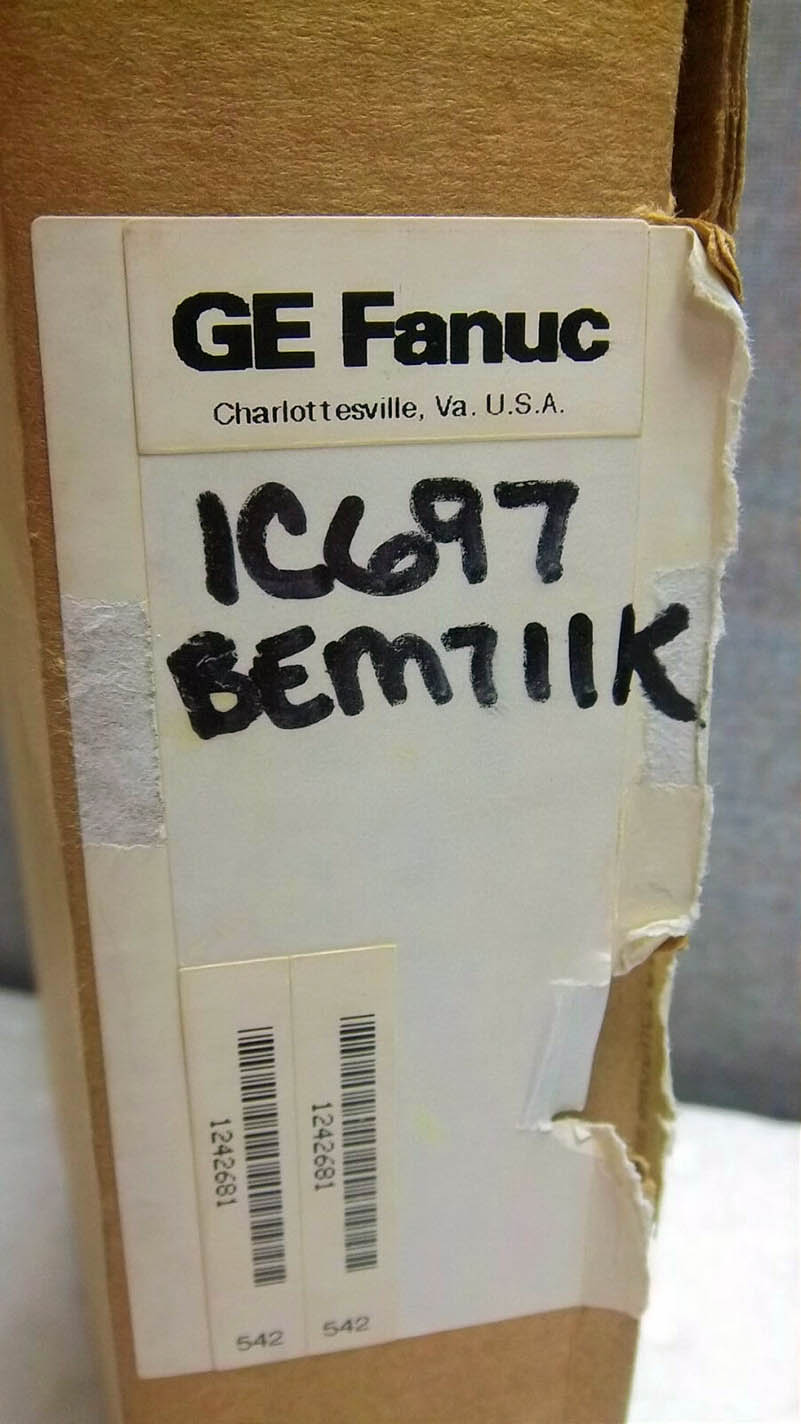 GE Fanuc
Charlottesville, Va. U.S.A.
IC697
BEM711K
1242681
1242681
542
542